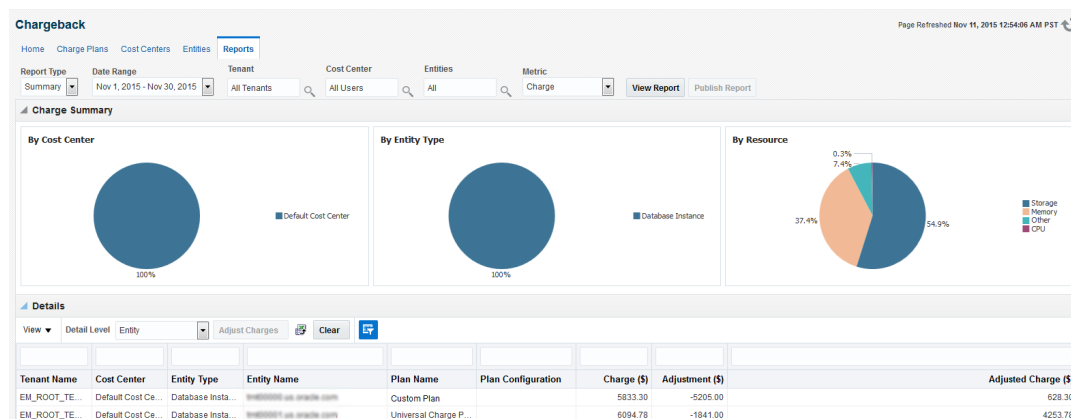 Chargeback
Page Refreshed Nov 11, 2015 12:54:06 AM PST
Home Charge Plans Cost Centers Entities Reports
Report Type Date Range Tenant Cost Center Entities Metric
Summary Nov 1, 2015 - Nov 30, 2015 All Tenants All Users All Charge View Report Publish Report
Charge Summary
By Cost Center By Entity Type By Resource
0.3%
7.4%
37.4%
54.9%
Default Cost Center
Database Instance
Storage
Memory
Other
CPU
100% 100%
Details
View Detail Level Entity Adjust Charges Clear
Tenant Name Cost Center Entity Type Entity Name Plan Name Plan Configuration Charge ($) Adjustment ($) Adjusted Charge ($
EM_ROOT_TE... Default Cost Ce... Database Insta... Custom Plan 5833.30 -5205.00 628.30
EM_ROOT_TE... Default Cost Ce... Database Insta... Universal Charge P... 6094.78 -1841.00 4253.78